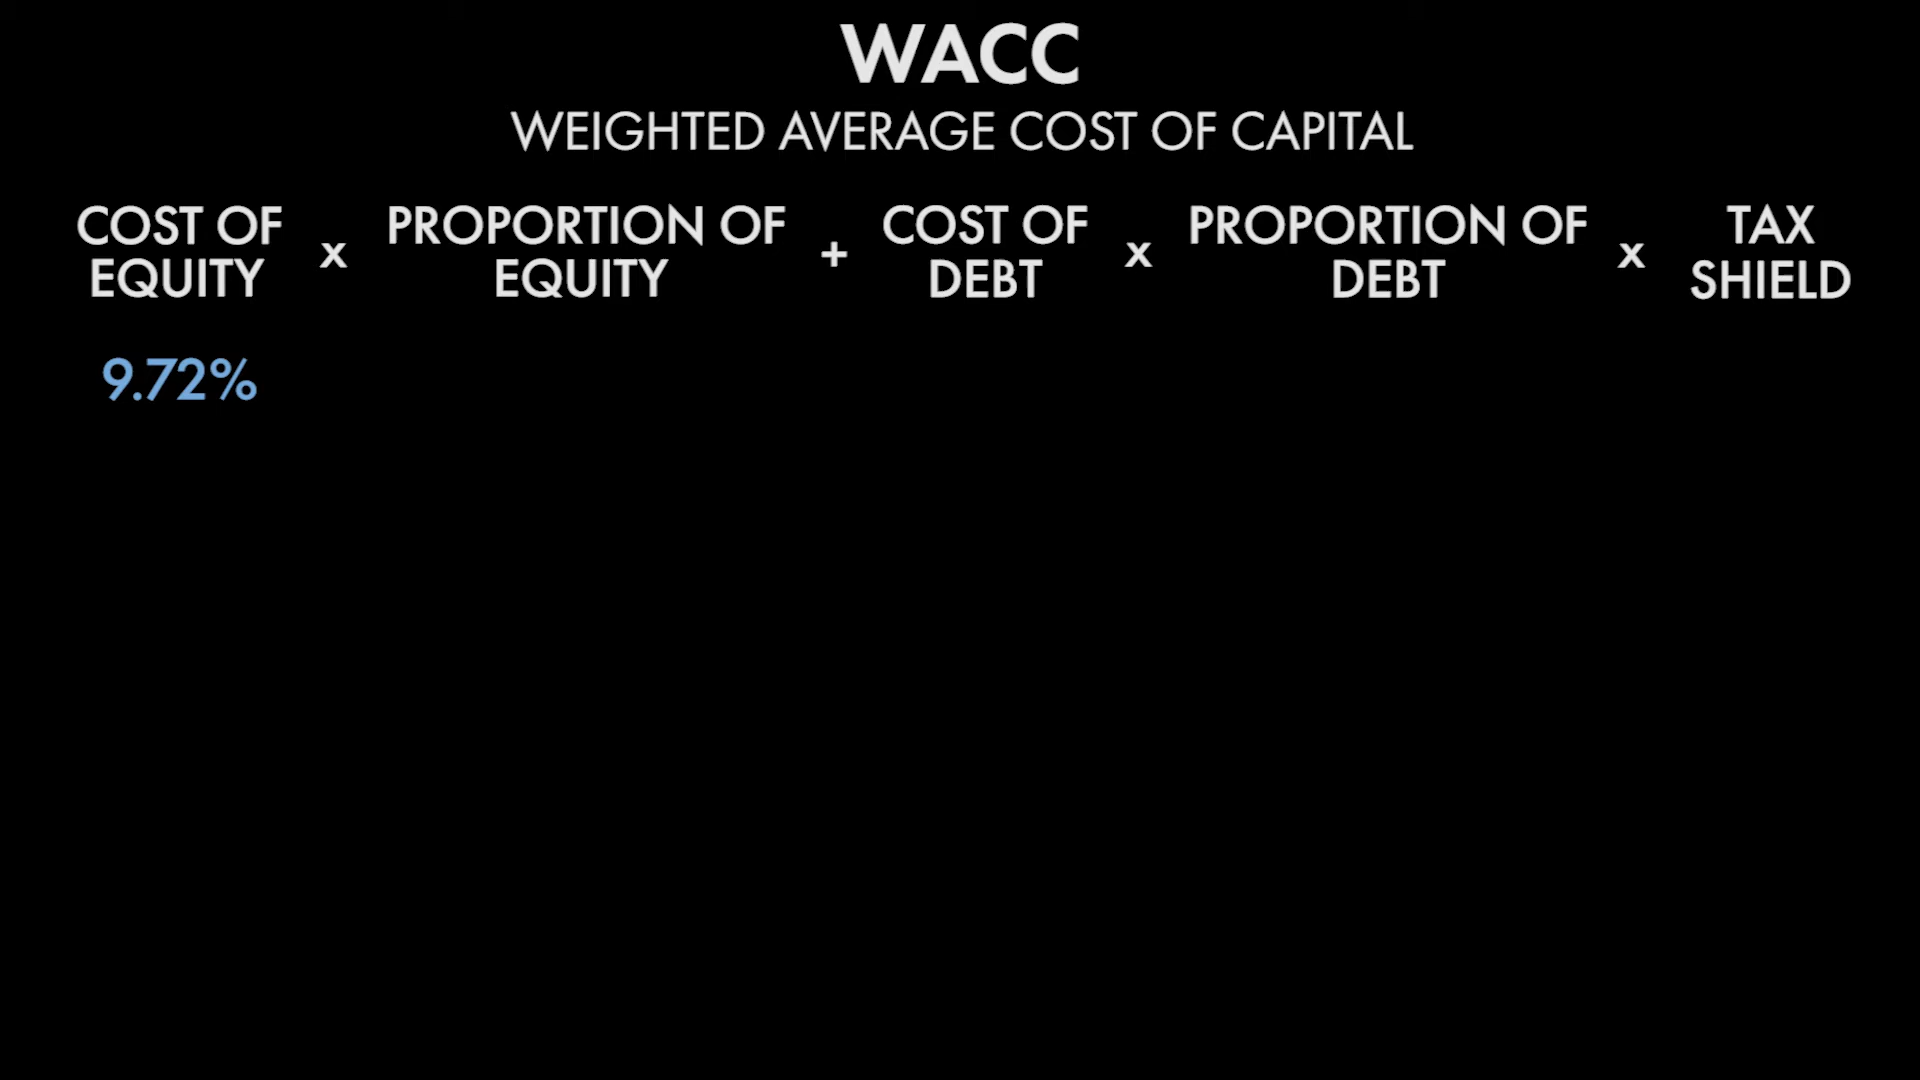 WACC
WEIGHTED AVERAGE COST OF CAPITAL
COST OF EQUITY x PROPORTION OF EQUITY + COST OF DEBT x PROPORTION OF DEBT x TAX SHIELD
9.72%